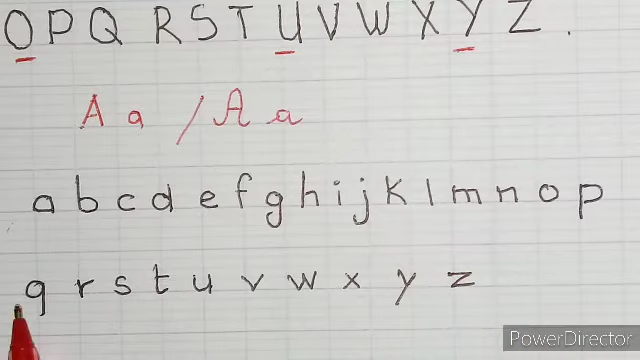 O P Q R S T U V W X Y Z .
A a / A a
a b c d e f g h i j k l m n o p
q r s t u v w x y z
PowerDirector